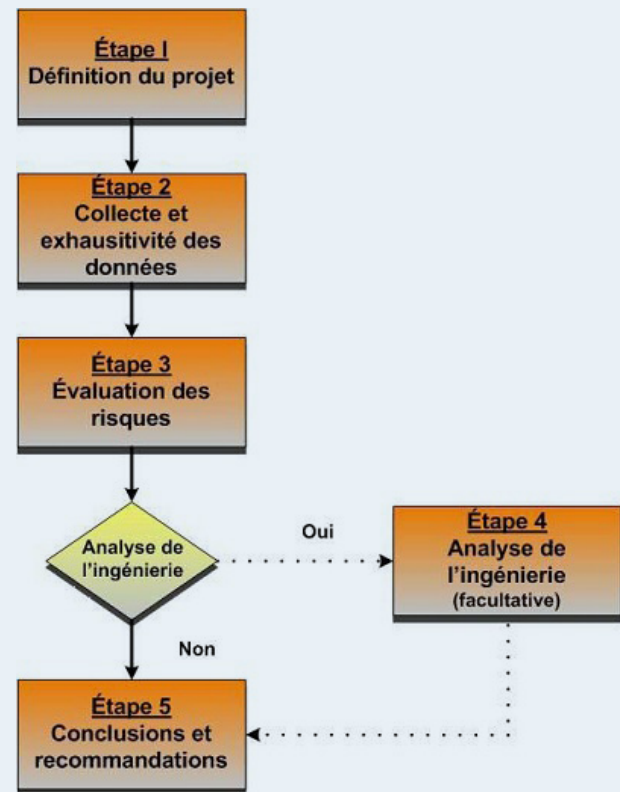 Étape I
Définition du projet
Étape 2
Collecte et
exhausitivité des
données
Étape 3
Évaluation des
risques
Analyse de
l'ingénierie
Oui
Étape 4
Analyse de
l'ingénierie
(facultative)
Non
Étape 5
Conclusions et
recommandations